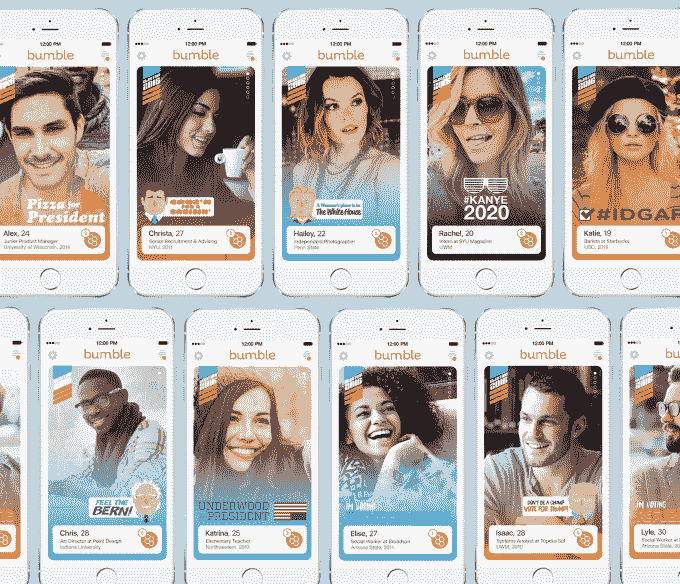 12:00 PM
bumble
Pizza for
President
Alex, 24
Junior Product Manager
University of Wisconsin, 2014
12:00 PM
bumble
Christa, 27
Senior Recruitment & Advising
NYU, 2011
12:00 PM
bumble
A Woman's place is in
The White House
Hailey, 22
Independent Photographer
Penn State
12:00 PM
bumble
#KANYE
2020
Rachel, 20
Intern at
Magazine
UWM
12:00 PM
bumble
#IDGAF
Katie, 19
Barista at Starbucks
12:00 PM
bumble
FEEL THE
BERN!
Chris, 28
Art Director at Point Design
Indiana University
12:00 PM
bumble
UNDERWOOD
PRESIDENT
Katrina, 25
Elementary Teacher
Northwestern, 2013
12:00 PM
bumble
I'M VOTING
Elise, 27
Social Worker at
Arizona State, 2011
12:00 PM
bumble
DON'T BE A CHUMP
VOTE FOR TRUMP!
Isaac, 28
Systems Analyst at Topeka Sol
UWM, 2010
12:00
bumble
I'M VOTING
Lyle, 30
Social Worker at
Arizona State, 20